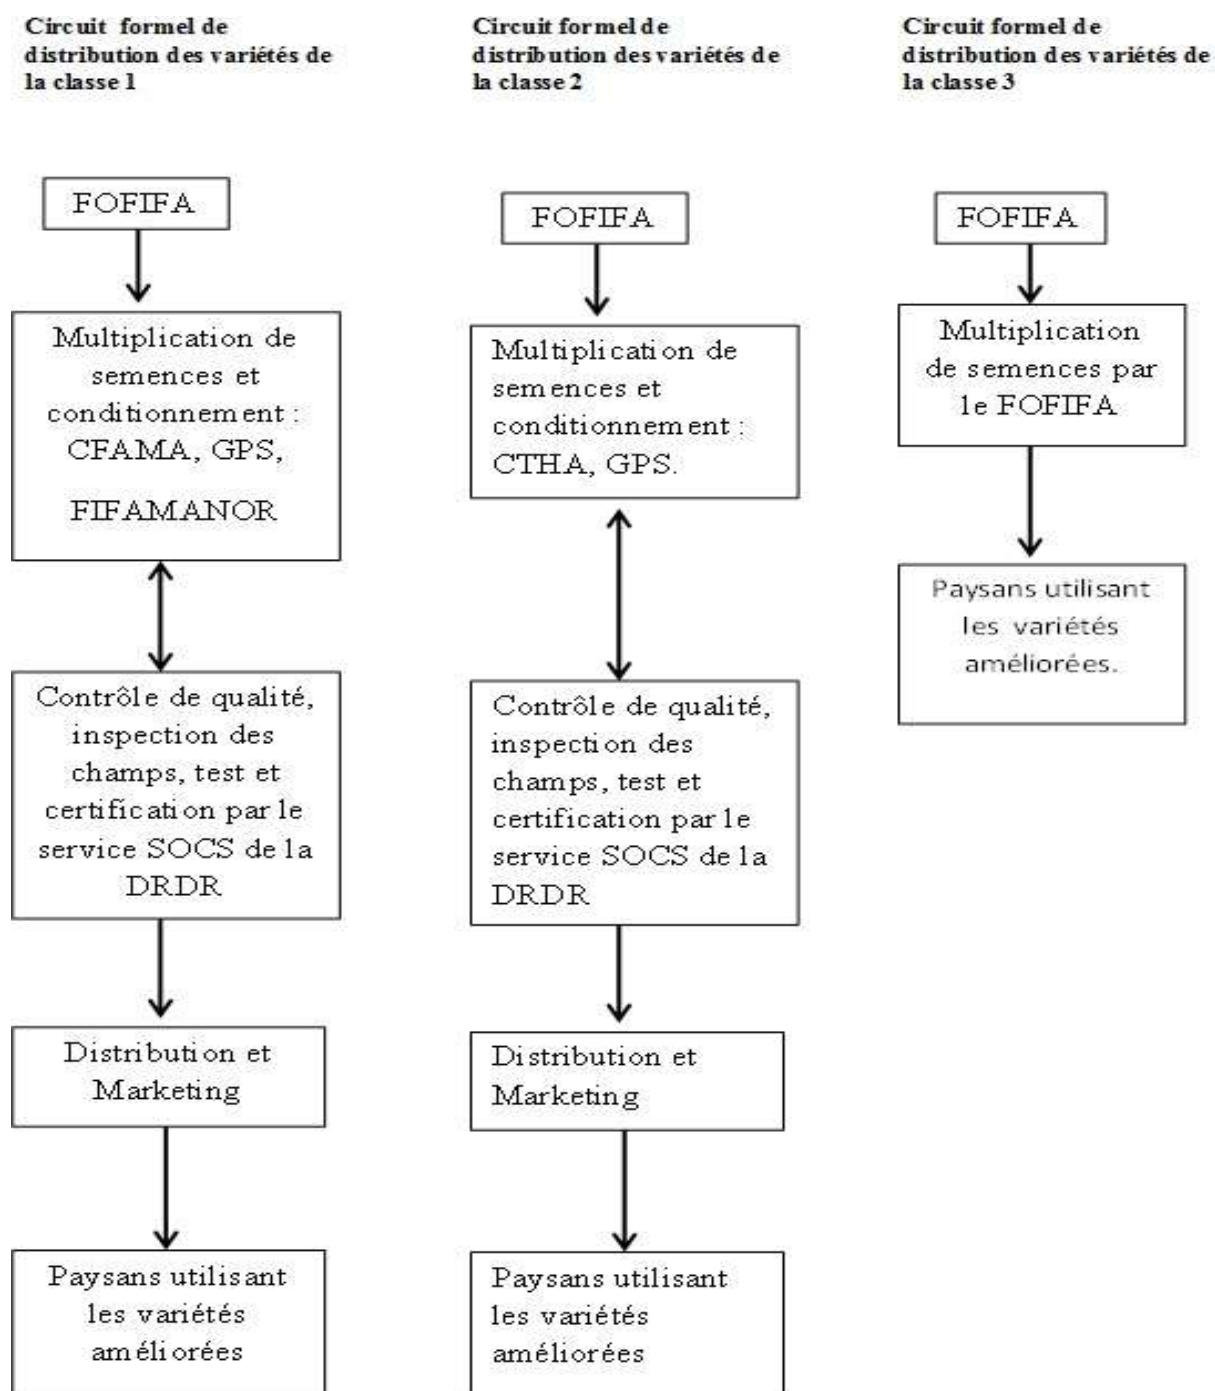 Circuit formel de
distribution des variétés de
la classe 1
FOFIFA
Multiplication de
semences et
conditionnement :
CFAMA, GPS,
FIFAMANOR
Contrôle de qualité,
inspection des
champs, test et
certification par le
service SOCS de la
DRDR
Distribution et
Marketing
Paysans utilisant
les variétés
améliorées
Circuit formel de
distribution des variétés de
la classe 2
FOFIFA
Multiplication de
semences et
conditionnement :
CTHA, GPS.
Contrôle de qualité,
inspection des
champs, test et
certification par le
service SOCS de la
DRDR
Distribution et
Marketing
Paysans utilisant
les variétés
améliorées
Circuit formel de
distribution des variétés de
la classe 3
FOFIFA
Multiplication
de semences par
le FOFIFA
Paysans utilisant
les variétés
améliorées.